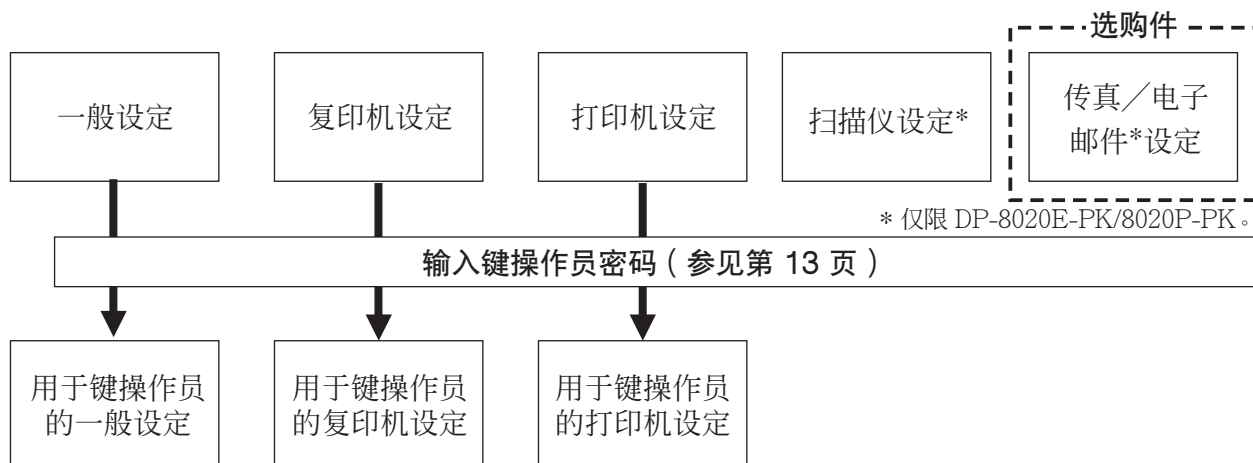 选购件
一般设定
复印机设定
打印机设定
扫描仪设定*
传真／电子
邮件*设定
* 仅限 DP-8020E-PK/8020P-PK。
输入键操作员密码（参见第 13 页）
用于键操作员
的一般设定
用于键操作员
的复印机设定
用于键操作员
的打印机设定